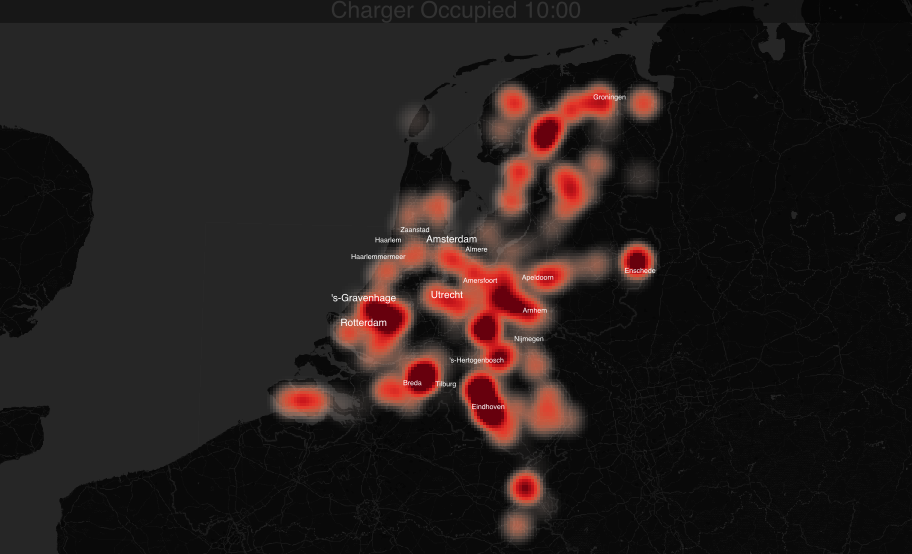 Charger Occupied 10:00
Groningen
Zaanstad
Haarlem
Amsterdam
Almere
Haarlemmermeer
Enschede
Amersfoort
Apeldoorn
's-Gravenhage
Utrecht
Arnhem
Rotterdam
Nijmegen
's-Hertogenbosch
Breda
Tilburg
Eindhoven